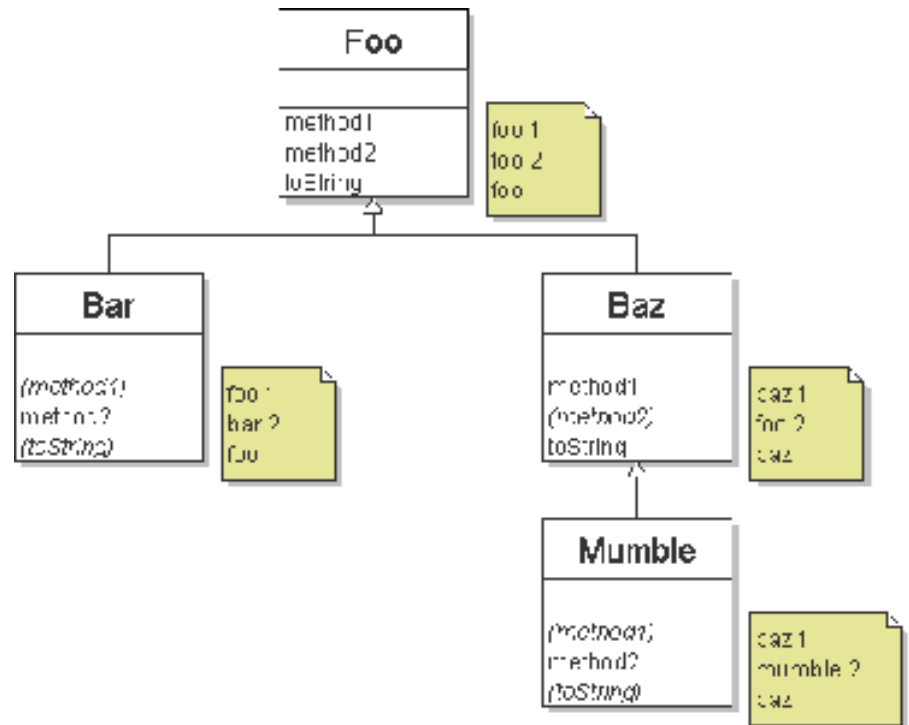 Foo
method1
method2
toString
foo 1
foo 2
foo
Bar
(method1)
method2
(toString)
foo 1
bar 2
foo
Baz
method1
(method2)
toString
baz 1
foo 2
baz
Mumble
(method1)
method2
(toString)
baz 1
mumble 2
baz